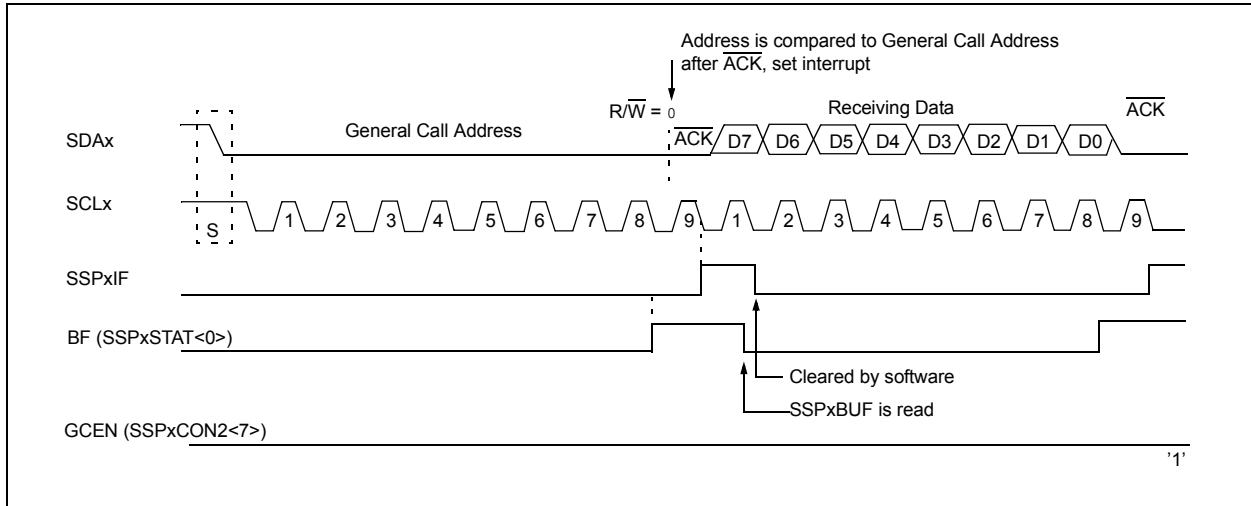 Address is compared to General Call Address
after ACK, set interrupt
R/W = 0
Receiving Data
ACK
General Call Address
SDAx
ACK D7 D6 D5 D4 D3 D2 D1 D0
SCLx
S
1 2 3 4 5 6 7 8 9 1 2 3 4 5 6 7 8 9
SSPxIF
BF (SSPxSTAT<0>)
Cleared by software
SSPxBUF is read
GCEN (SSPxCON2<7>)
'1'